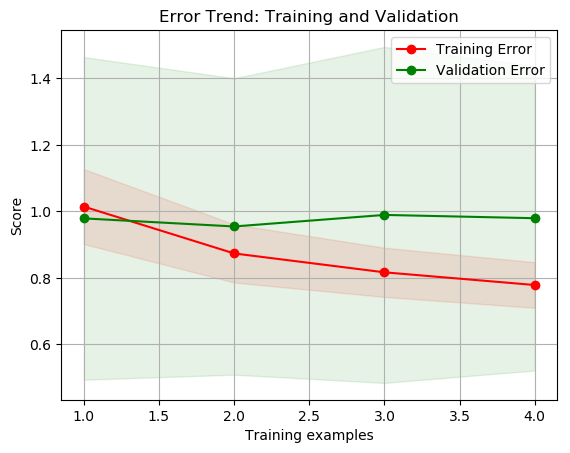 Error Trend: Training and Validation
Training Error
Validation Error
1.4
1.2
1.0
0.8
0.6
Score
1.0 1.5 2.0 2.5 3.0 3.5 4.0
Training examples